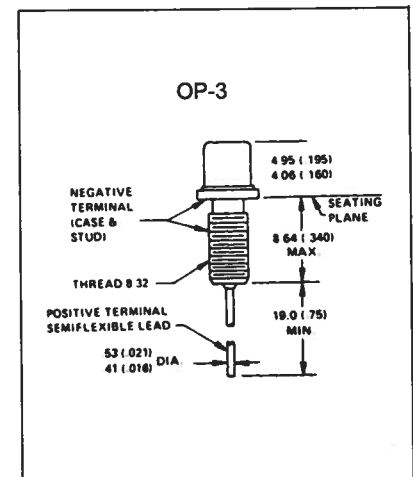 OP-3
4.95 (.195)
4.06 (.160)
NEGATIVE
TERMINAL
(CASE &
STUD)
SEATING
PLANE
8.64 (.340)
MAX.
THREAD 8 32
POSITIVE TERMINAL
SEMIFLEXIBLE LEAD
19.0 (.75)
MIN.
53 (.021)
41 (.016) DIA.